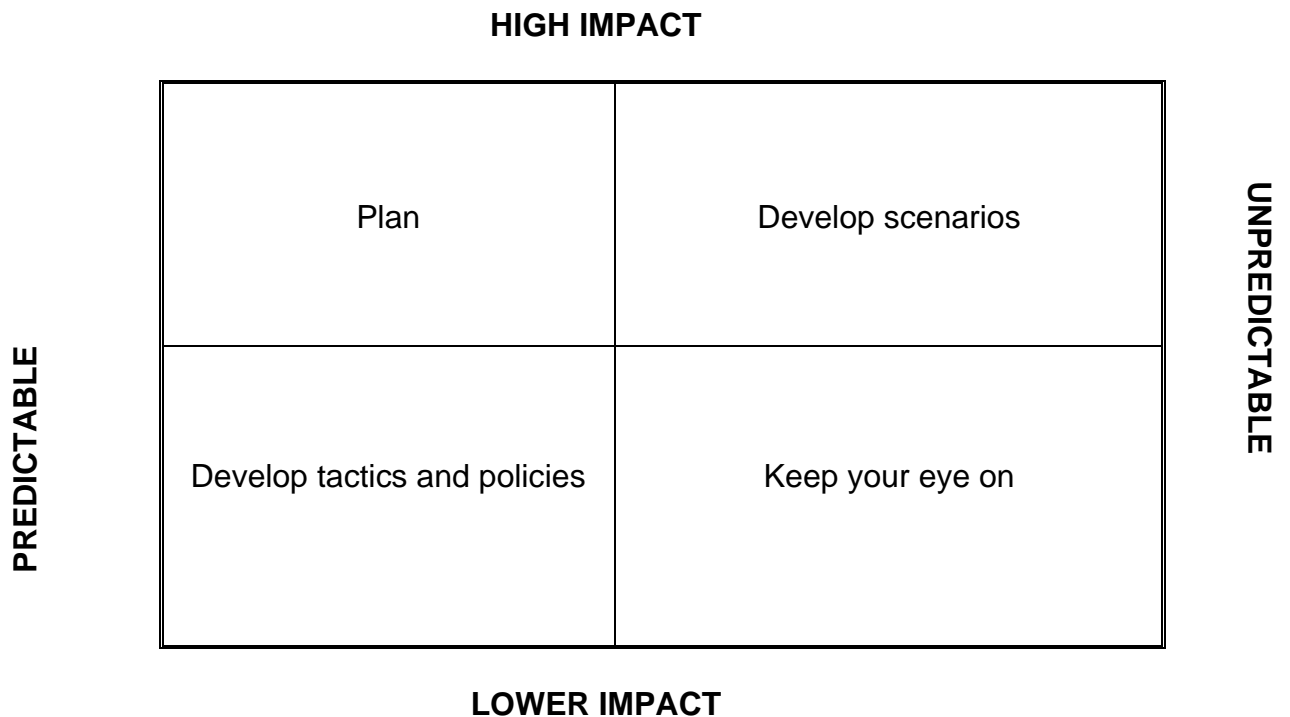 HIGH IMPACT
Plan
Develop scenarios
UNPREDICTABLE
PREDICTABLE
Develop tactics and policies
Keep your eye on
LOWER IMPACT